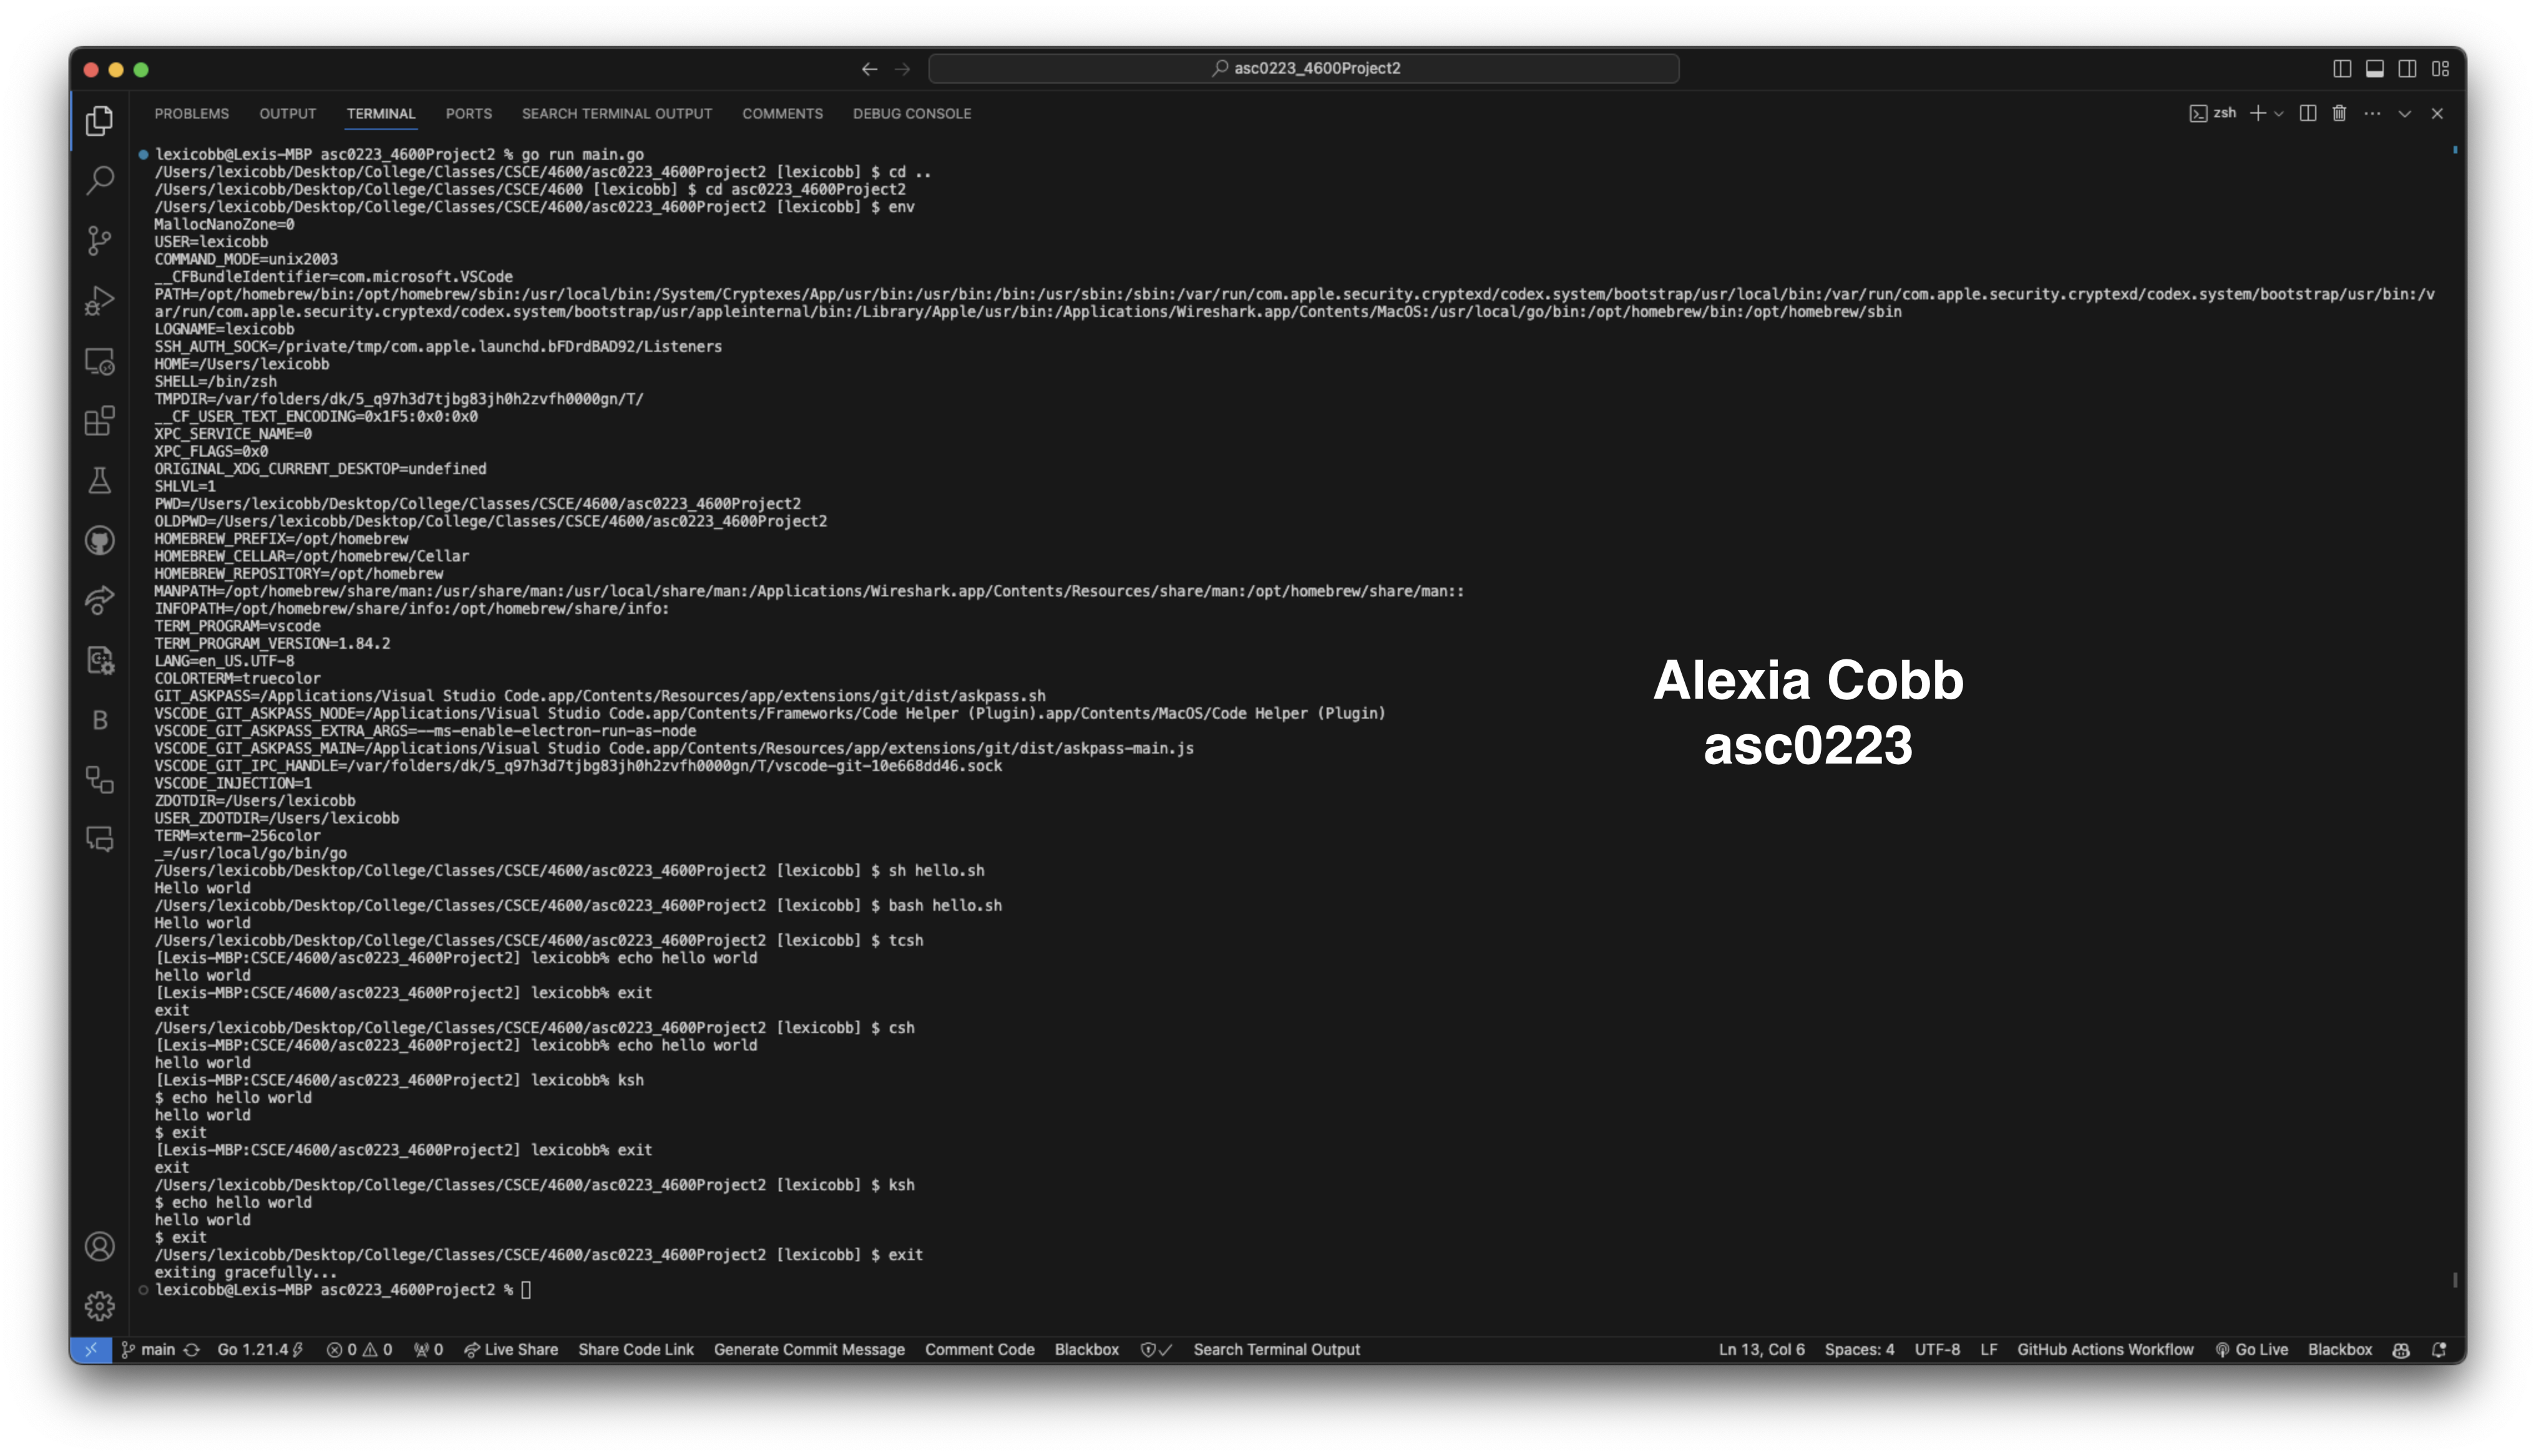 asc0223_4600Project2
PROBLEMS OUTPUT TERMINAL PORTS SEARCH TERMINAL OUTPUT COMMENTS DEBUG CONSOLE
zsh
lexicobb@Lexis-MBP asc0223_4600Project2 % go run main.go
/Users/lexicobb/Desktop/College/Classes/CSCE/4600/asc0223_4600Project2 [lexicobb] $ cd ..
/Users/lexicobb/Desktop/College/Classes/CSCE/4600 [lexicobb] $ cd asc0223_4600Project2
/Users/lexicobb/Desktop/College/Classes/CSCE/4600/asc0223_4600Project2 [lexicobb] $ env
MallocNanoZone=0
USER=lexicobb
COMMAND_MODE=unix2003
__CFBundleIdentifier=com.microsoft.VSCode
PATH=/opt/homebrew/bin:/opt/homebrew/sbin:/usr/local/bin:/System/Cryptexes/App/usr/bin:/usr/bin:/bin:/usr/sbin:/sbin:/var/run/com.apple.security.cryptexd/codex.system/bootstrap/usr/local/bin:/var/run/com.apple.security.cryptexd/codex.system/bootstrap/usr/bin:/v
ar/run/com.apple.security.cryptexd/codex.system/bootstrap/usr/appleinternal/bin:/Library/Apple/usr/bin:/Applications/Wireshark.app/Contents/MacOS:/usr/local/go/bin:/opt/homebrew/bin:/opt/homebrew/sbin
LOGNAME=lexicobb
SSH_AUTH_SOCK=/private/tmp/com.apple.launchd.bFDrdBAD92/Listeners
HOME=/Users/lexicobb
SHELL=/bin/zsh
TMPDIR=/var/folders/dk/5_q97h3d7tjbg83jh0h2zvfh0000gn/T/
__CF_USER_TEXT_ENCODING=0x1F5:0x0:0x0
XPC_SERVICE_NAME=0
XPC_FLAGS=0x0
ORIGINAL_XDG_CURRENT_DESKTOP=undefined
SHLVL=1
PWD=/Users/lexicobb/Desktop/College/Classes/CSCE/4600/asc0223_4600Project2
OLDPWD=/Users/lexicobb/Desktop/College/Classes/CSCE/4600/asc0223_4600Project2
HOMEBREW_PREFIX=/opt/homebrew
HOMEBREW_CELLAR=/opt/homebrew/Cellar
HOMEBREW_REPOSITORY=/opt/homebrew
MANPATH=/opt/homebrew/share/man:/usr/share/man:/usr/local/share/man:/Applications/Wireshark.app/Contents/Resources/share/man:/opt/homebrew/share/man::
INFOPATH=/opt/homebrew/share/info:/opt/homebrew/share/info:
TERM_PROGRAM=vscode
TERM_PROGRAM_VERSION=1.84.2
LANG=en_US.UTF-8
COLORTERM=truecolor
GIT_ASKPASS=/Applications/Visual Studio Code.app/Contents/Resources/app/extensions/git/dist/askpass.sh
VSCODE_GIT_ASKPASS_NODE=/Applications/Visual Studio Code.app/Contents/Frameworks/Code Helper (Plugin).app/Contents/MacOS/Code Helper (Plugin)
VSCODE_GIT_ASKPASS_EXTRA_ARGS=--ms-enable-electron-run-as-node
VSCODE_GIT_ASKPASS_MAIN=/Applications/Visual Studio Code.app/Contents/Resources/app/extensions/git/dist/askpass-main.js
VSCODE_GIT_IPC_HANDLE=/var/folders/dk/5_q97h3d7tjbg83jh0h2zvfh0000gn/T/vscode-git-10e668dd46.sock
VSCODE_INJECTION=1
ZDOTDIR=/Users/lexicobb
USER_ZDOTDIR=/Users/lexicobb
TERM=xterm-256color
_=/usr/local/go/bin/go
/Users/lexicobb/Desktop/College/Classes/CSCE/4600/asc0223_4600Project2 [lexicobb] $ sh hello.sh
Hello world
/Users/lexicobb/Desktop/College/Classes/CSCE/4600/asc0223_4600Project2 [lexicobb] $ bash hello.sh
Hello world
/Users/lexicobb/Desktop/College/Classes/CSCE/4600/asc0223_4600Project2 [lexicobb] $ tcsh
[Lexis-MBP:CSCE/4600/asc0223_4600Project2] lexicobb% echo hello world
hello world
[Lexis-MBP:CSCE/4600/asc0223_4600Project2] lexicobb% exit
exit
/Users/lexicobb/Desktop/College/Classes/CSCE/4600/asc0223_4600Project2 [lexicobb] $ csh
[Lexis-MBP:CSCE/4600/asc0223_4600Project2] lexicobb% echo hello world
hello world
[Lexis-MBP:CSCE/4600/asc0223_4600Project2] lexicobb% ksh
$ echo hello world
hello world
$ exit
[Lexis-MBP:CSCE/4600/asc0223_4600Project2] lexicobb% exit
exit
/Users/lexicobb/Desktop/College/Classes/CSCE/4600/asc0223_4600Project2 [lexicobb] $ ksh
$ echo hello world
hello world
$ exit
/Users/lexicobb/Desktop/College/Classes/CSCE/4600/asc0223_4600Project2 [lexicobb] $ exit
exiting gracefully...
lexicobb@Lexis-MBP asc0223_4600Project2 %
Alexia Cobb
asc0223
B
main Go 1.21.4 0 0 0 Live Share Share Code Link Generate Commit Message Comment Code Blackbox Search Terminal Output Ln 13, Col 6 Spaces: 4 UTF-8 LF GitHub Actions Workflow Go Live Blackbox